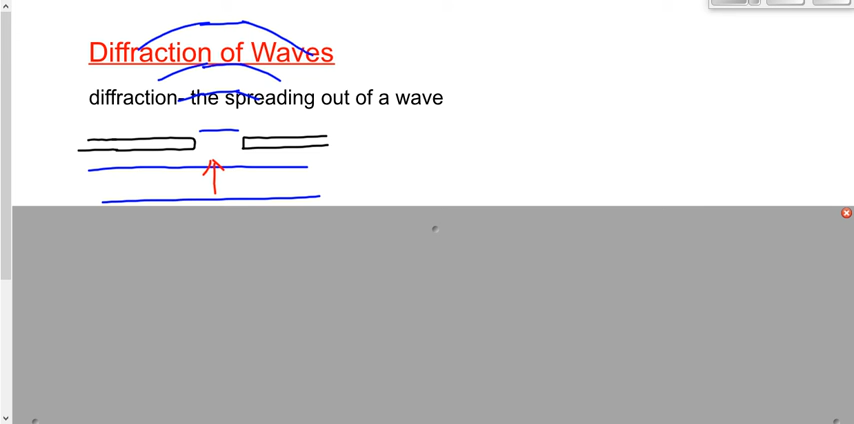 Diffraction of Waves
diffraction- the spreading out of a wave